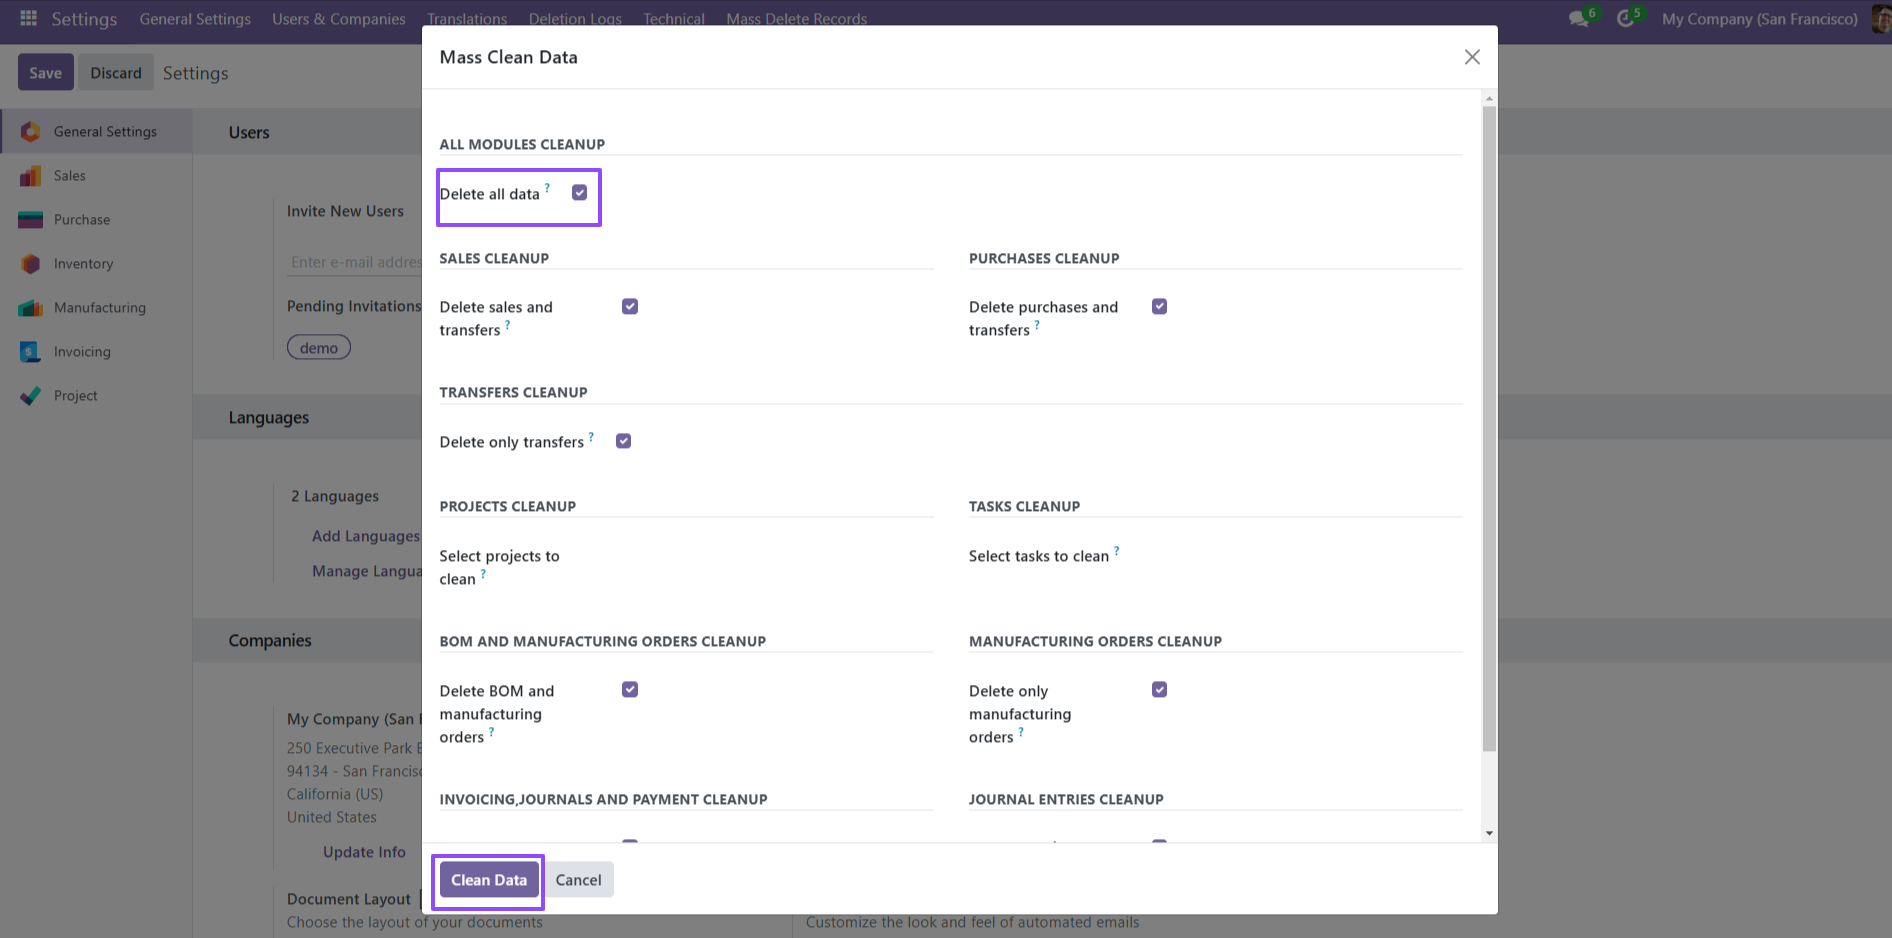 Settings General Settings Users & Companies Translations Deletion Logs Technical Mass Delete Records 6 5 My Company (San Francisco)
Save Discard Settings
General Settings
Sales
Purchase
Inventory
Manufacturing
Invoicing
Project
Users
Invite New Users
Enter e-mail addres
Pending Invitations
demo
Languages
2 Languages
Add Languages
Manage Langua
Companies
My Company (San
250 Executive Park
94134 - San Francisc
California (US)
United States
Update Info
Document Layout
Choose the layout of your documents
Customize the look and feel of automated emails
Mass Clean Data
ALL MODULES CLEANUP
Delete all data ?
SALES CLEANUP
Delete sales and
transfers ?
PURCHASES CLEANUP
Delete purchases and
transfers ?
TRANSFERS CLEANUP
Delete only transfers ?
PROJECTS CLEANUP
Select projects to
clean ?
TASKS CLEANUP
Select tasks to clean ?
BOM AND MANUFACTURING ORDERS CLEANUP
Delete BOM and
manufacturing
orders ?
MANUFACTURING ORDERS CLEANUP
Delete only
manufacturing
orders ?
INVOICING,JOURNALS AND PAYMENT CLEANUP
JOURNAL ENTRIES CLEANUP
Clean Data Cancel